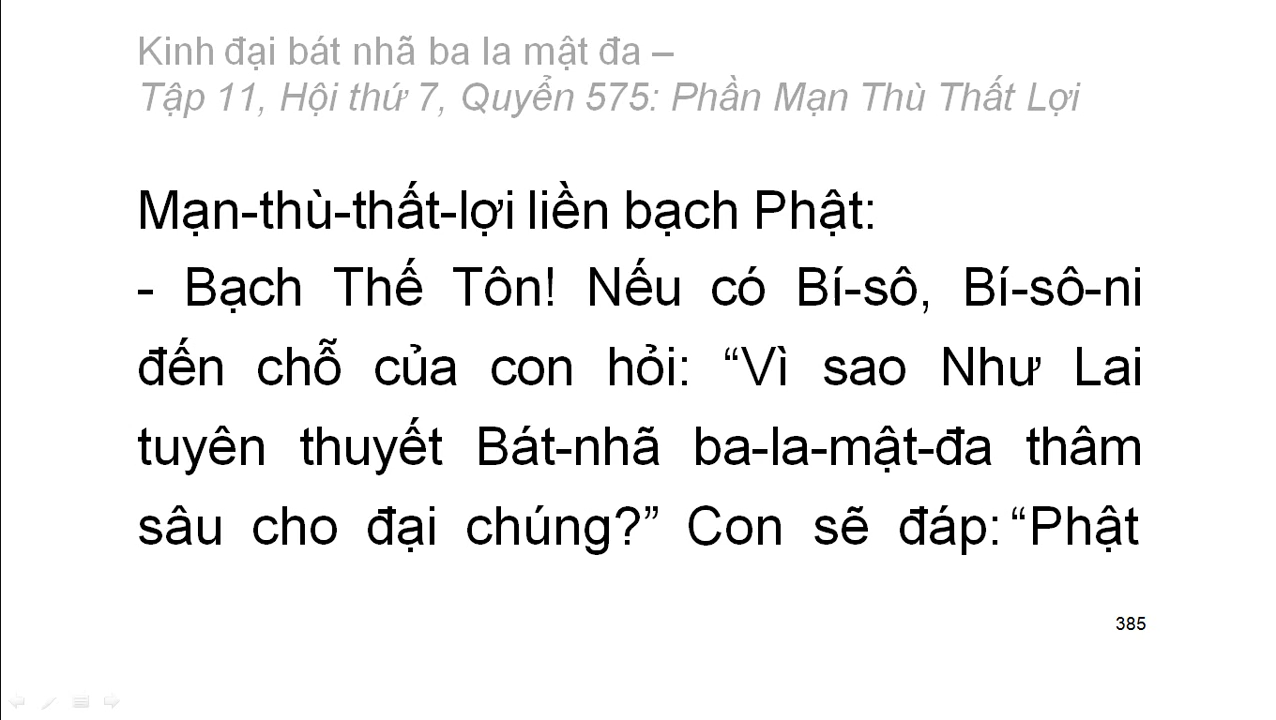 Kinh đại bát nhã ba la mật đa –
Tập 11, Hội thứ 7, Quyển 575: Phần Mạn Thù Thất Lợi
Mạn-thù-thất-lợi liền bạch Phật:
- Bạch Thế Tôn! Nếu có Bí-sô, Bí-sô-ni
đến chỗ của con hỏi: “Vì sao Như Lai
tuyên thuyết Bát-nhã ba-la-mật-đa thâm
sâu cho đại chúng?” Con sẽ đáp: “Phật
385